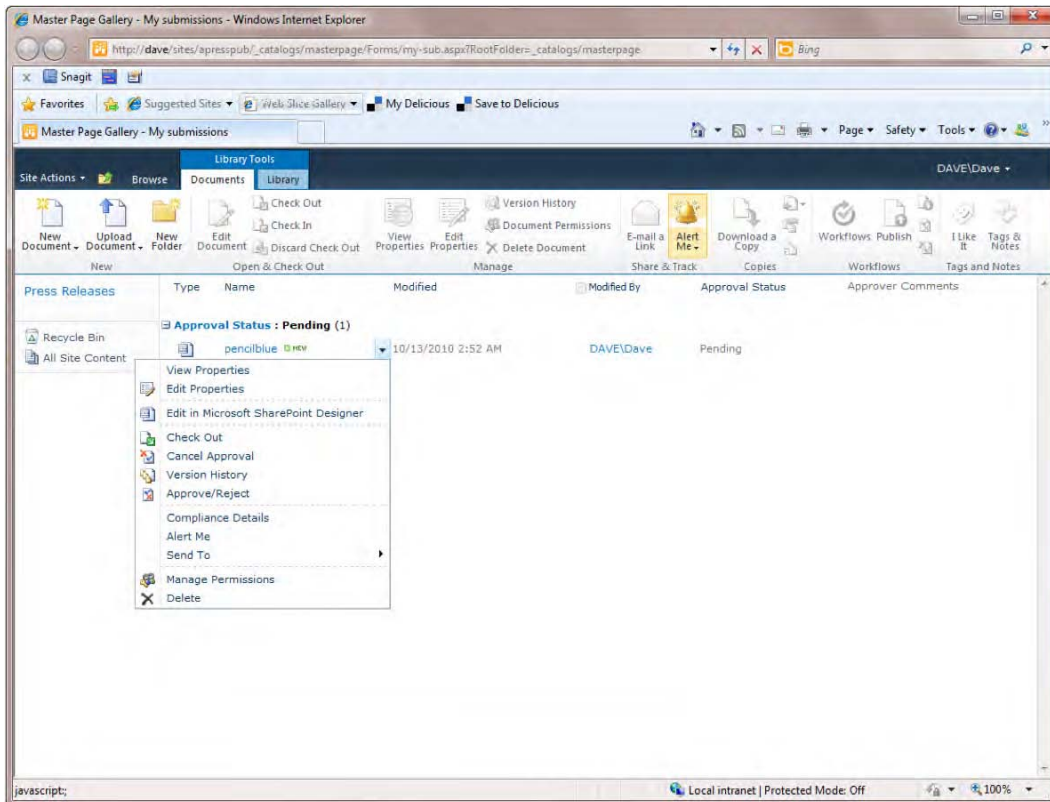 Master Page Gallery - My submissions - Windows Internet Explorer
http://dave/sites/apresspub/_catalogs/masterpage/Forms/my-sub.aspx?RootFolder=_catalogs/masterpage
Bing
x Snagit
Favorites Suggested Sites Web Slice Gallery My Delicious Save to Delicious
Master Page Gallery - My submissions
Page Safety Tools
Library Tools
Site Actions Browse Documents Library DAVE\Dave
New Document
Upload Document
New Folder
New
Edit Document
Check Out
Check In
Discard Check Out
Open & Check Out
View Properties
Edit Properties
Version History
Document Permissions
Delete Document
Manage
E-mail a Link
Alert Me
Share & Track
Download a Copy
Copies
Workflows
Publish
Workflows
I Like It
Tags & Notes
Tags and Notes
Press Releases
Recycle Bin
All Site Content
Type Name Modified Modified By Approval Status Approver Comments
Approval Status : Pending (1)
pencilblue NEW 10/13/2010 2:52 AM DAVE\Dave Pending
View Properties
Edit Properties
Edit in Microsoft SharePoint Designer
Check Out
Cancel Approval
Version History
Approve/Reject
Compliance Details
Alert Me
Send To
Manage Permissions
Delete
javascript:; Local intranet | Protected Mode: Off 100%